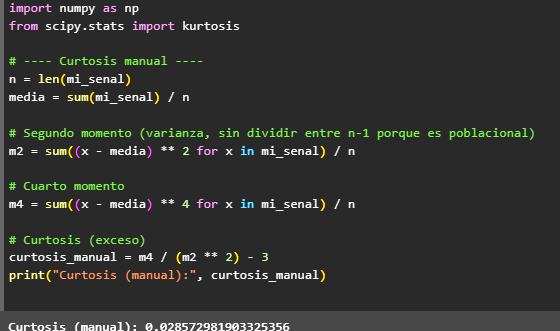 import numpy as np
from scipy.stats import kurtosis
# ---- Curtosis manual ----
n = len(mi_senal)
media = sum(mi_senal) / n
# Segundo momento (varianza, sin dividir entre n-1 porque es poblacional)
m2 = sum((x - media) ** 2 for x in mi_senal) / n
# Cuarto momento
m4 = sum((x - media) ** 4 for x in mi_senal) / n
# Curtosis (exceso)
curtosis_manual = m4 / (m2 ** 2) - 3
print("Curtosis (manual):", curtosis_manual)
Curtosis (manual): 0.028572981903325356